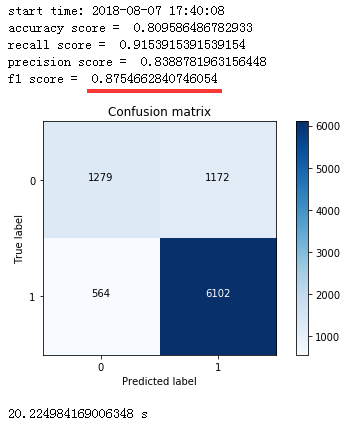 start time: 2018-08-07 17:40:08
accuracy score =  0.809586486782933
recall score =  0.9153915391539154
precision score =  0.8388781963156448
f1 score =  0.8754662840746054
Confusion matrix
0
1279
1172
1
564
6102
True label
0
1
Predicted label
6000
5000
4000
3000
2000
1000
20.224984169006348 s